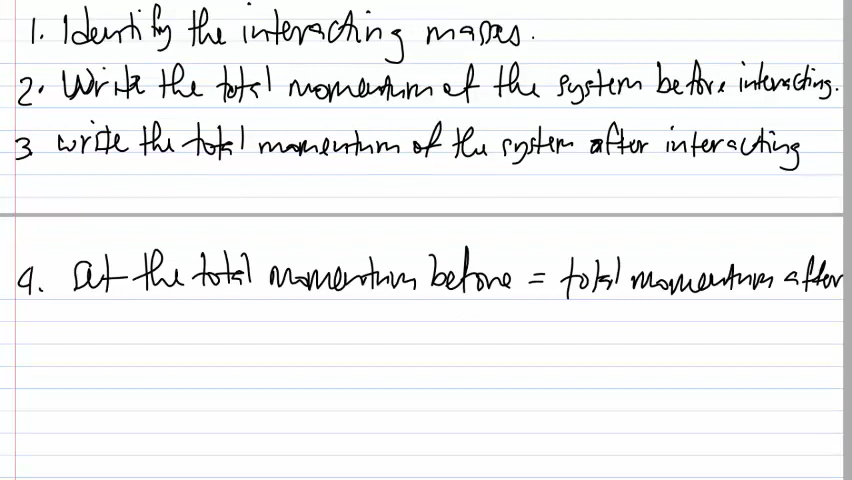 1. Identify the interacting masses.
2. Write the total momentum of the system before interacting.
3 write the total momentum of the system after interacting
4. Set the total momentum before = total momentum after